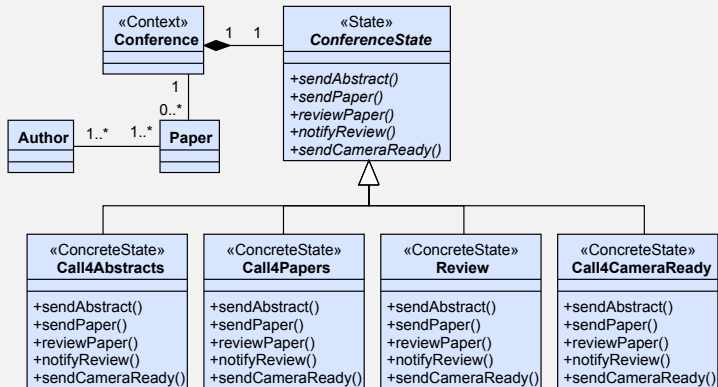 «Context»
Conference
1
1
«State»
ConferenceState
+sendAbstract()
+sendPaper()
+reviewPaper()
+notifyReview()
+sendCameraReady()
1
0..*
Author
1..*
1..*
Paper
«ConcreteState»
Call4Abstracts
+sendAbstract()
+sendPaper()
+reviewPaper()
+notifyReview()
+sendCameraReady()
«ConcreteState»
Call4Papers
+sendAbstract()
+sendPaper()
+reviewPaper()
+notifyReview()
+sendCameraReady()
«ConcreteState»
Review
+sendAbstract()
+sendPaper()
+reviewPaper()
+notifyReview()
+sendCameraReady()
«ConcreteState»
Call4CameraReady
+sendAbstract()
+sendPaper()
+reviewPaper()
+notifyReview()
+sendCameraReady()